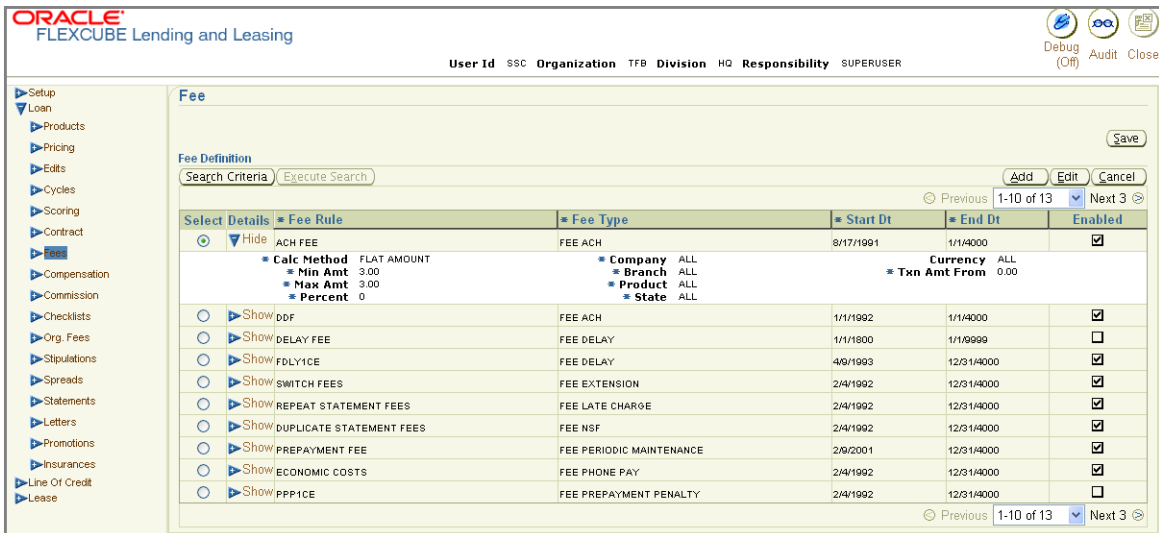 ORACLE®
FLEXCUBE Lending and Leasing
Debug (Off)
Audit
Close
User Id SSC Organization TFB Division HQ Responsibility SUPERUSER
Setup
Loan
Products
Pricing
Edits
Cycles
Scoring
Contract
Fees
Compensation
Commission
Checklists
Org. Fees
Stipulations
Spreads
Statements
Letters
Promotions
Insurances
Line Of Credit
Lease
Fee
Save
Fee Definition
Search Criteria Execute Search Add Edit Cancel
Previous 1-10 of 13 Next 3
Select Details * Fee Rule * Fee Type * Start Dt * End Dt Enabled
Hide ACH FEE FEE ACH 8/17/1991 1/1/4000
* Calc Method FLAT AMOUNT * Company ALL Currency ALL
* Min Amt 3.00 * Branch ALL * Txn Amt From 0.00
* Max Amt 3.00 * Product ALL
* Percent 0 * State ALL
Show DDF FEE ACH 1/1/1992 1/1/4000
Show DELAY FEE FEE DELAY 1/1/1800 1/1/9999
Show FDLY1CE FEE DELAY 4/9/1993 12/31/4000
Show SWITCH FEES FEE EXTENSION 2/4/1992 12/31/4000
Show REPEAT STATEMENT FEES FEE LATE CHARGE 2/4/1992 12/31/4000
Show DUPLICATE STATEMENT FEES FEE NSF 2/4/1992 12/31/4000
Show PREPAYMENT FEE FEE PERIODIC MAINTENANCE 2/9/2001 12/31/4000
Show ECONOMIC COSTS FEE PHONE PAY 2/4/1992 12/31/4000
Show PPP1CE FEE PREPAYMENT PENALTY 2/4/1992 12/31/4000
Previous 1-10 of 13 Next 3